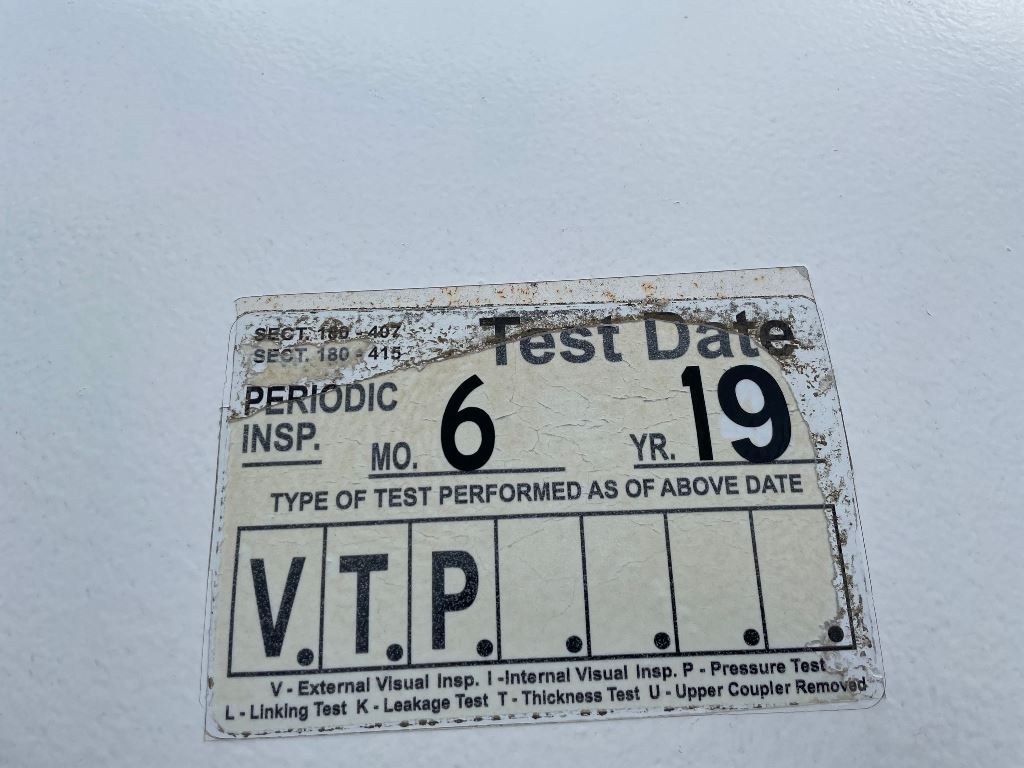 SECT. 180 - 407
SECT. 180 - 415
Test Date
PERIODIC
INSP.
MO. 6 YR. 19
TYPE OF TEST PERFORMED AS OF ABOVE DATE
V. T. P. . . . .
V - External Visual Insp. I -Internal Visual Insp. P - Pressure Test
L - Linking Test K - Leakage Test T - Thickness Test U - Upper Coupler Removed